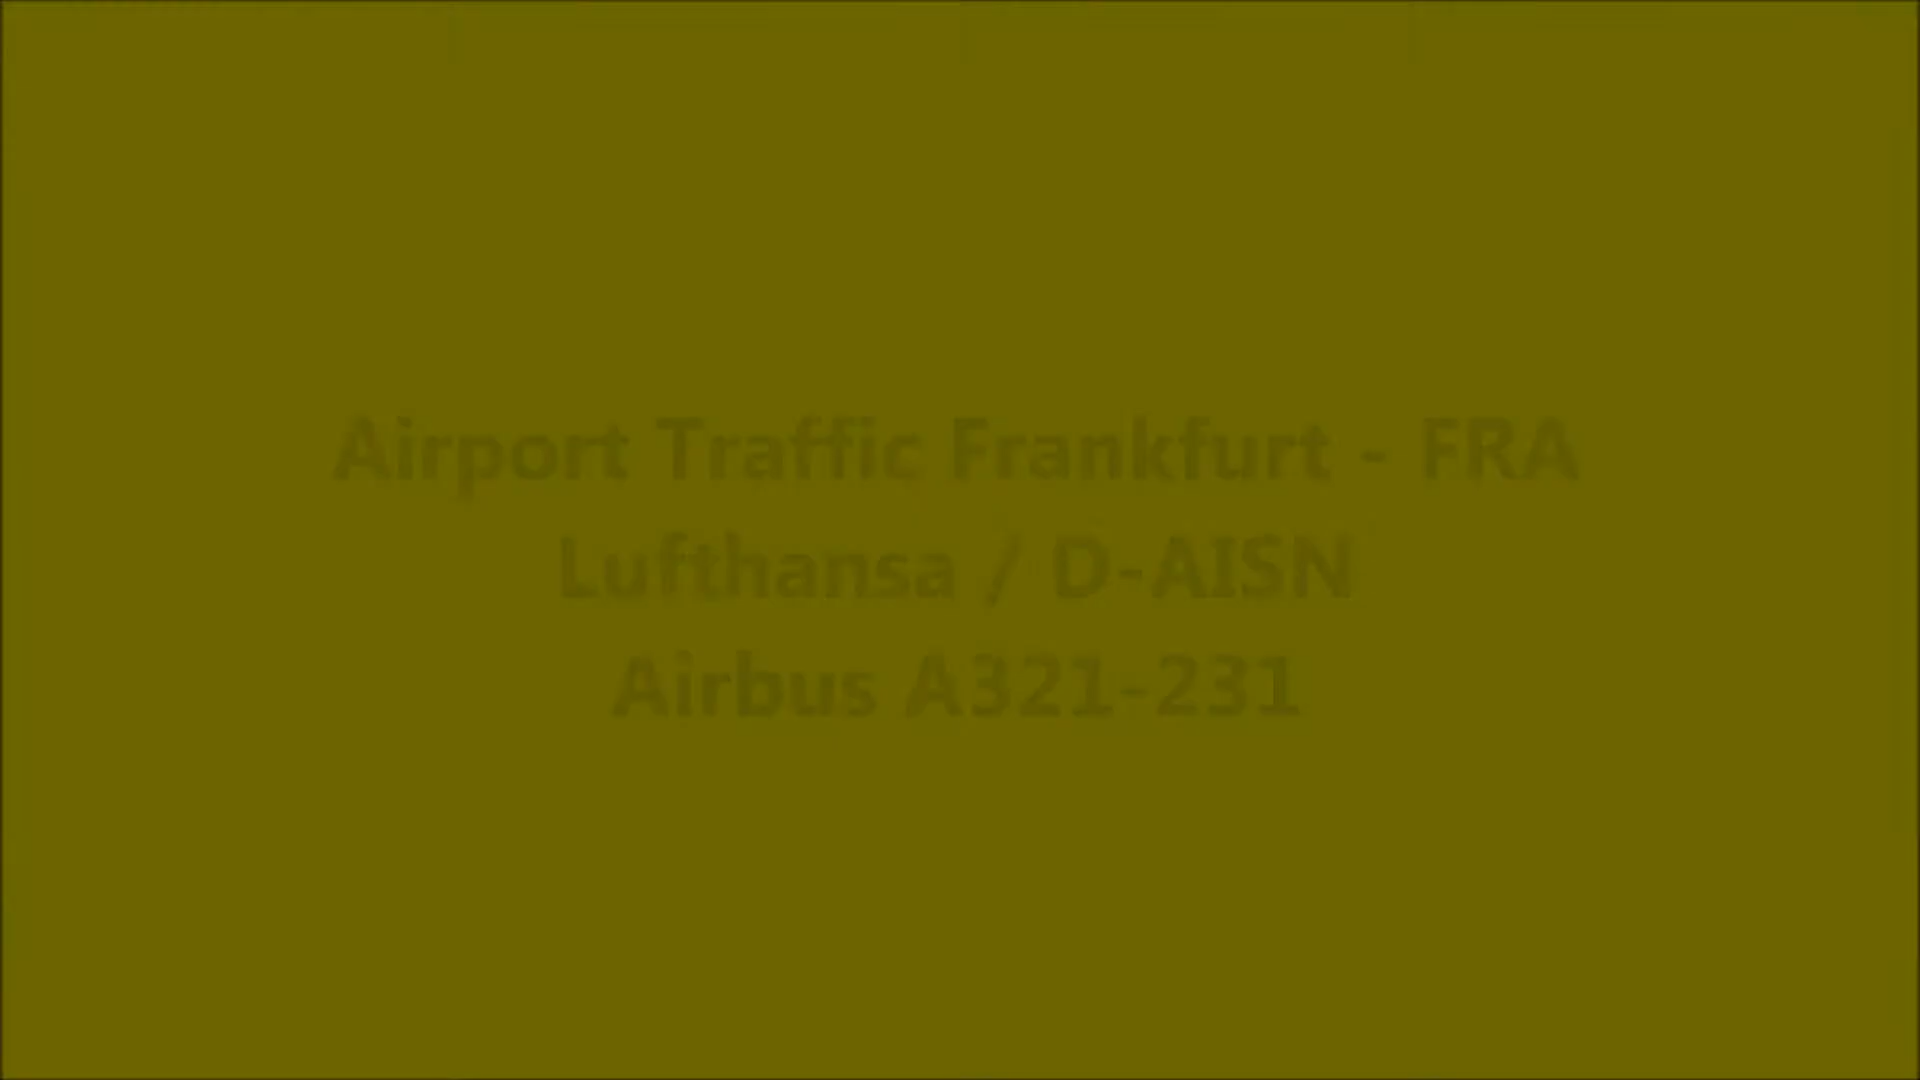 Airport Traffic Frankfurt - FRA
Lufthansa / D-AISN
Airbus A321-231